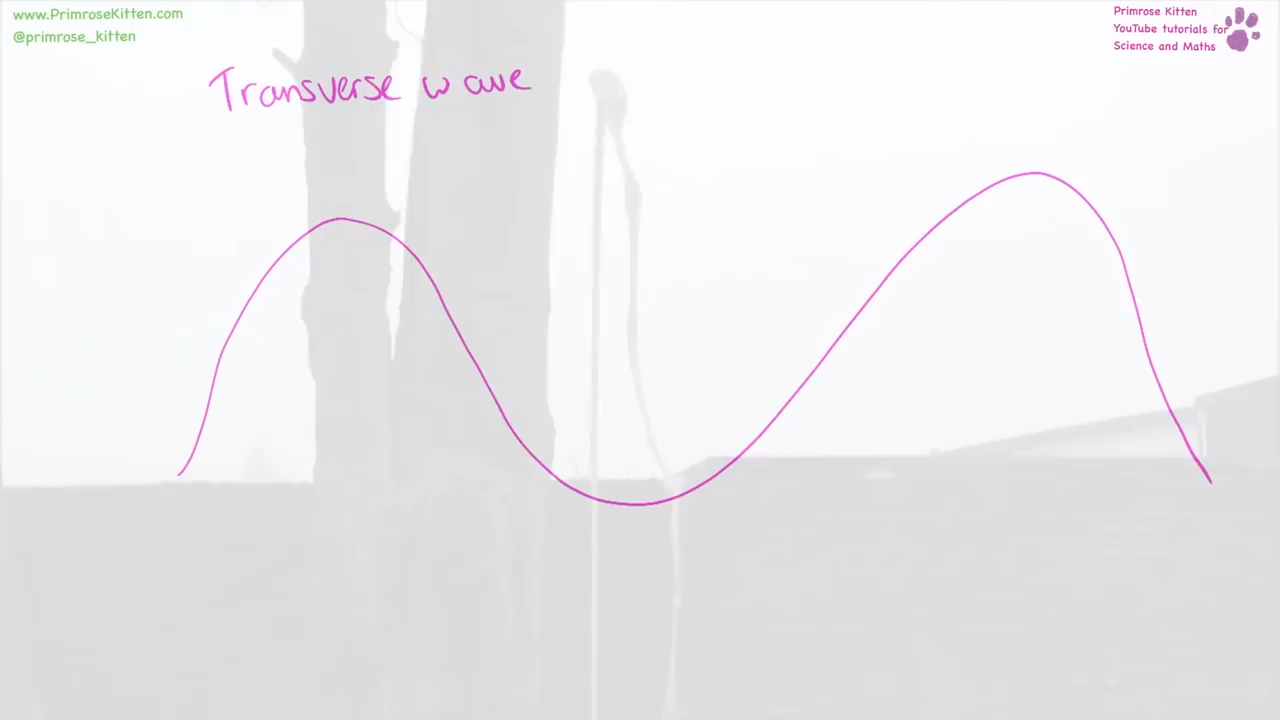 www.PrimroseKitten.com
@primrose_kitten
Primrose Kitten
YouTube tutorials for
Science and Maths
Transverse wave